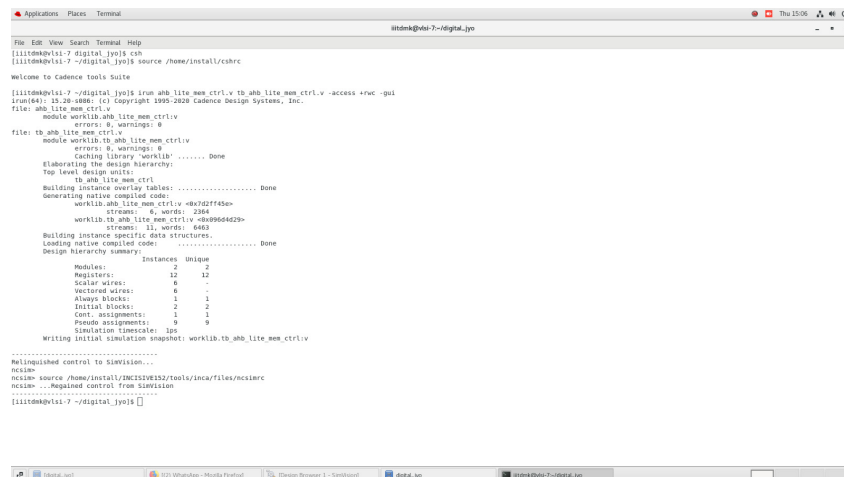 Applications Places Terminal
Thu 15:06
iiitdmk@vlsi-7:~/digital_jyo
File Edit View Search Terminal Help
[iiitdmk@vlsi-7 digital_jyo]$ csh
[iiitdmk@vlsi-7 ~/digital_jyo]$ source /home/install/cshrc
Welcome to Cadence tools Suite
[iiitdmk@vlsi-7 ~/digital_jyo]$ irun ahb_lite_mem_ctrl.v tb_ahb_lite_mem_ctrl.v -access +rwc -gui
irun(64): 15.20-s086: (c) Copyright 1995-2020 Cadence Design Systems, Inc.
file: ahb_lite_mem_ctrl.v
module worklib.ahb_lite_mem_ctrl:v
errors: 0, warnings: 0
file: tb_ahb_lite_mem_ctrl.v
module worklib.tb_ahb_lite_mem_ctrl:v
errors: 0, warnings: 0
Caching library 'worklib' ....... Done
Elaborating the design hierarchy:
Top level design units:
tb_ahb_lite_mem_ctrl
Building instance overlay tables: .................... Done
Generating native compiled code:
worklib.ahb_lite_mem_ctrl:v <0x7d2ff45e>
streams: 6, words: 2364
worklib.tb_ahb_lite_mem_ctrl:v <0x096d4d29>
streams: 11, words: 6463
Building instance specific data structures.
Loading native compiled code: .................... Done
Design hierarchy summary:
Instances Unique
Modules: 2 2
Registers: 12 12
Scalar wires: 6 -
Vectored wires: 6 -
Always blocks: 1 1
Initial blocks: 2 2
Cont. assignments: 1 1
Pseudo assignments: 9 9
Simulation timescale: 1ps
Writing initial simulation snapshot: worklib.tb_ahb_lite_mem_ctrl:v
-------------------------------------
Relinquished control to SimVision...
ncsim>
ncsim> source /home/install/INCISIVE152/tools/inca/files/ncsimrc
ncsim> ...Regained control from SimVision
-------------------------------------
[iiitdmk@vlsi-7 ~/digital_jyo]$
[digital_jyo] (12) WhatsApp - Mozilla Firefox [Design Browser 1 - SimVision] digital_jyo iiitdmk@vlsi-7:~/digital_jyo